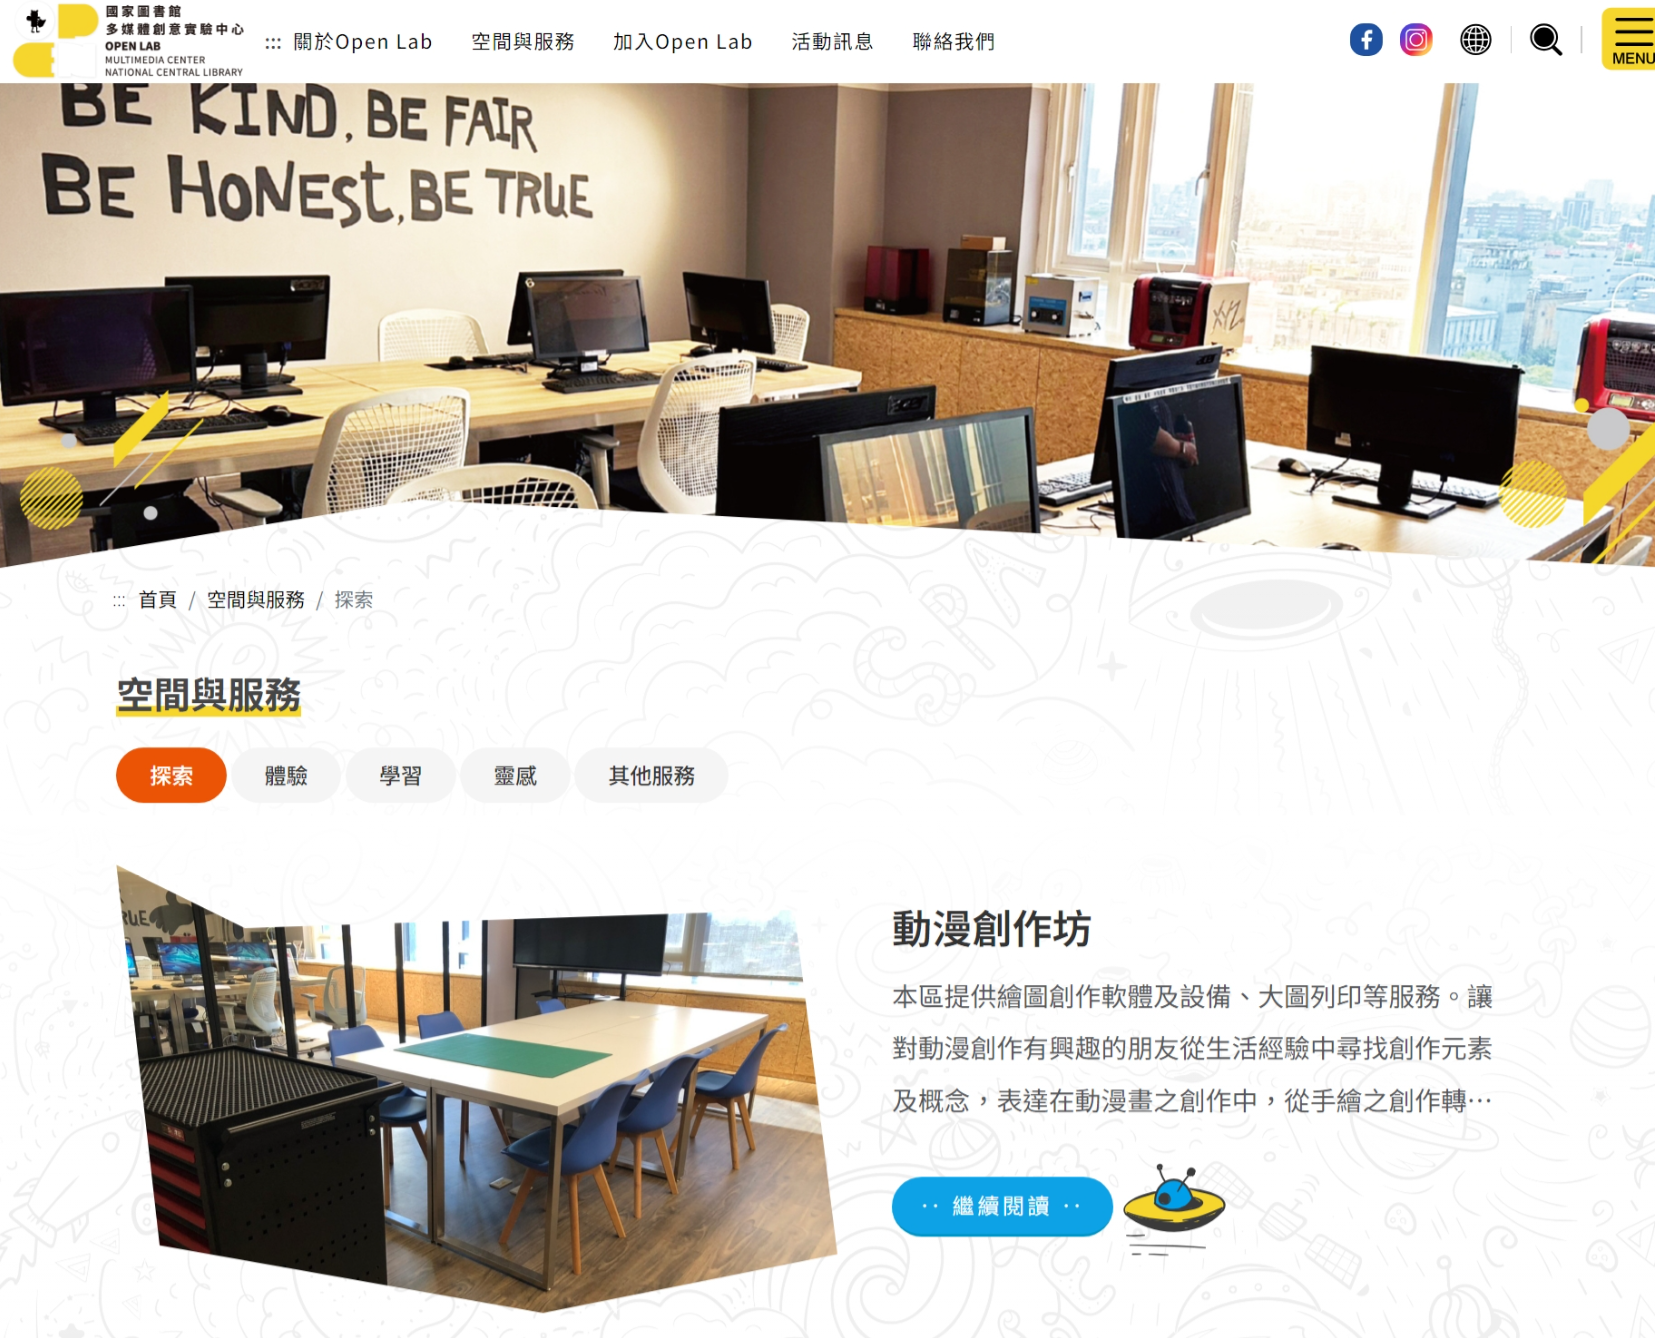 國家圖書館
多媒體創意實驗中心
OPEN LAB
MULTIMEDIA CENTER
NATIONAL CENTRAL LIBRARY
::: 關於Open Lab 空間與服務 加入Open Lab 活動訊息 聯絡我們
MENU
BE KIND, BE FAIR
BE HONEST, BE TRUE
acer
XYZ
::: 首頁 / 空間與服務 / 探索
空間與服務
探索 體驗 學習 靈感 其他服務
動漫創作坊
本區提供繪圖創作軟體及設備、大圖列印等服務。讓
對動漫創作有興趣的朋友從生活經驗中尋找創作元素
及概念，表達在動漫畫之創作中，從手繪之創作轉…
·· 繼續閱讀 ··